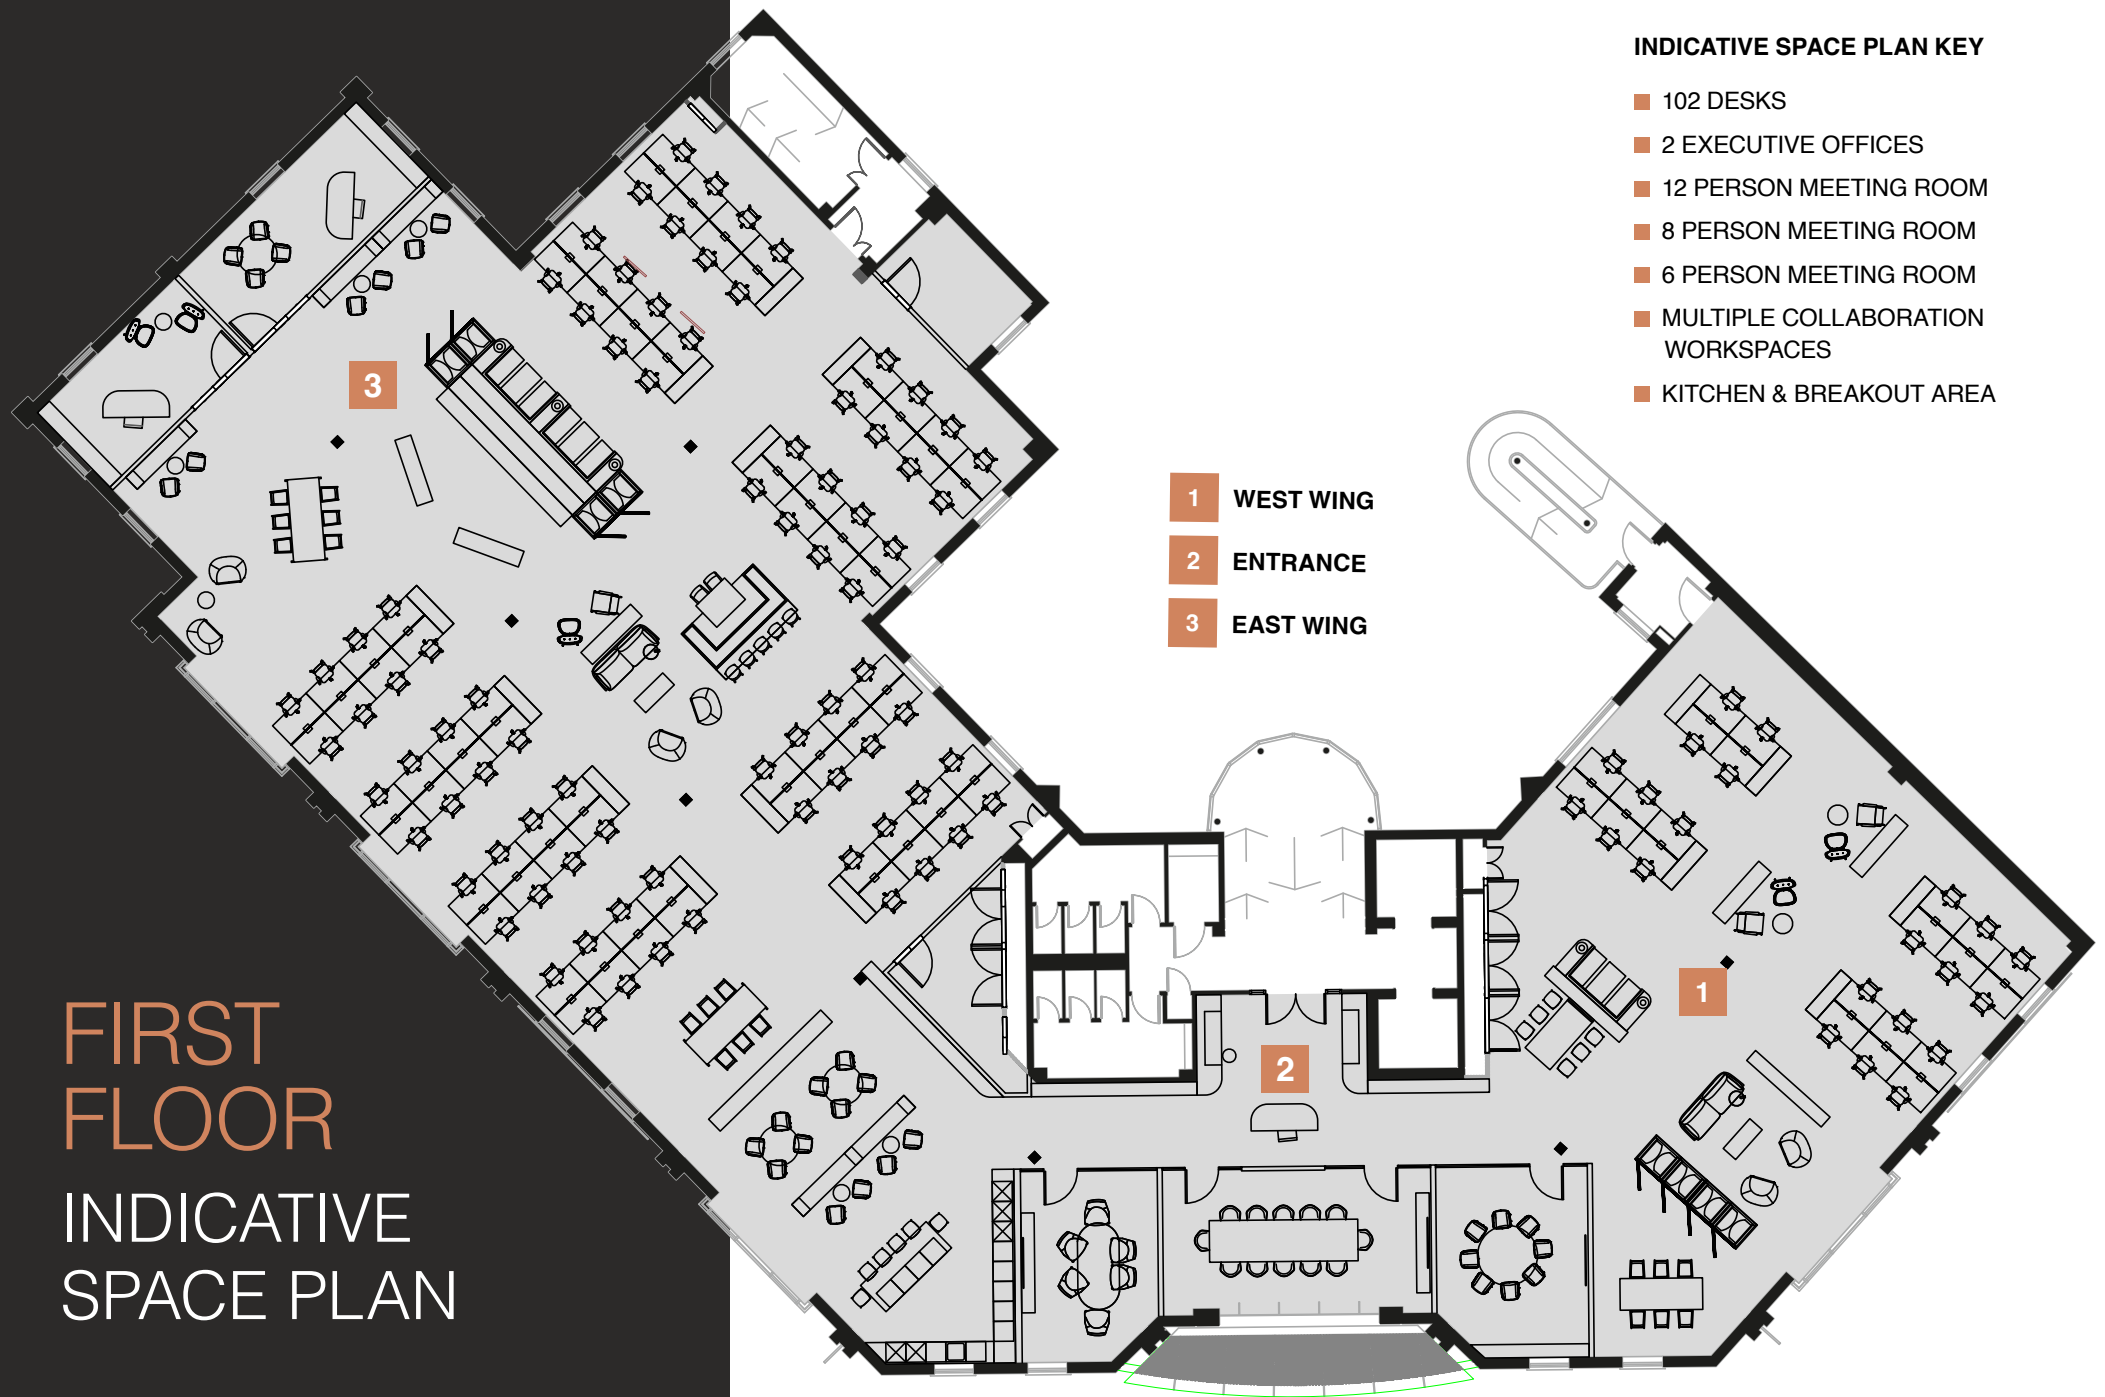 INDICATIVE SPACE PLAN KEY
102 DESKS
2 EXECUTIVE OFFICES
12 PERSON MEETING ROOM
8 PERSON MEETING ROOM
6 PERSON MEETING ROOM
MULTIPLE COLLABORATION
WORKSPACES
KITCHEN & BREAKOUT AREA
3
1 WEST WING
2 ENTRANCE
3 EAST WING
1
2
FIRST
FLOOR
INDICATIVE
SPACE PLAN